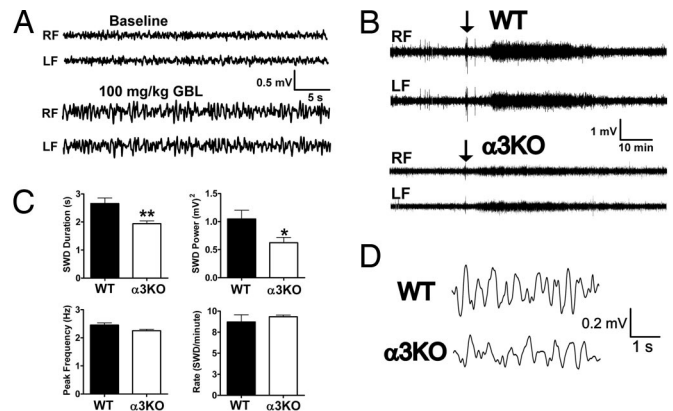 A
Baseline
RF
LF
0.5 mV
5 s
100 mg/kg GBL
RF
LF
B
WT
RF
LF
1 mV
10 min
α3KO
RF
LF
C
SWD Duration (s)
3
2
1
0
**
WT
α3KO
SWD Power (mV)²
1.5
1.0
0.5
0.0
*
WT
α3KO
Peak Frequency (Hz)
3
2
1
0
WT
α3KO
Rate (SWD/minute)
10
8
6
4
2
0
WT
α3KO
D
WT
α3KO
0.2 mV
1 s